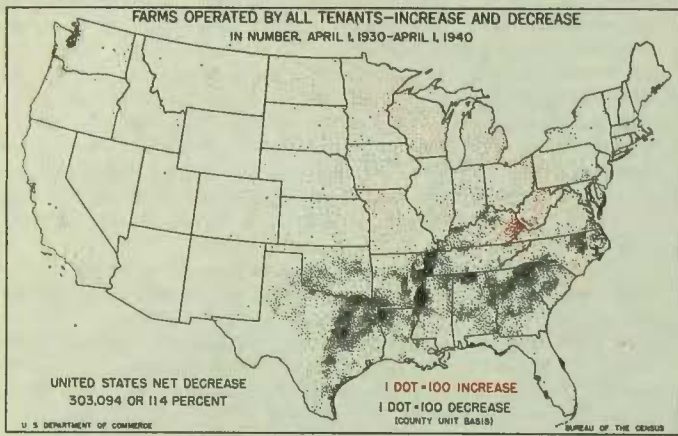 FARMS OPERATED BY ALL TENANTS-INCREASE AND DECREASE
IN NUMBER, APRIL 1, 1930-APRIL 1, 1940
UNITED STATES NET DECREASE
303,094 OR 11.4 PERCENT
1 DOT = 100 INCREASE
1 DOT = 100 DECREASE
(COUNTY UNIT BASIS)
U S DEPARTMENT OF COMMERCE
BUREAU OF THE CENSUS